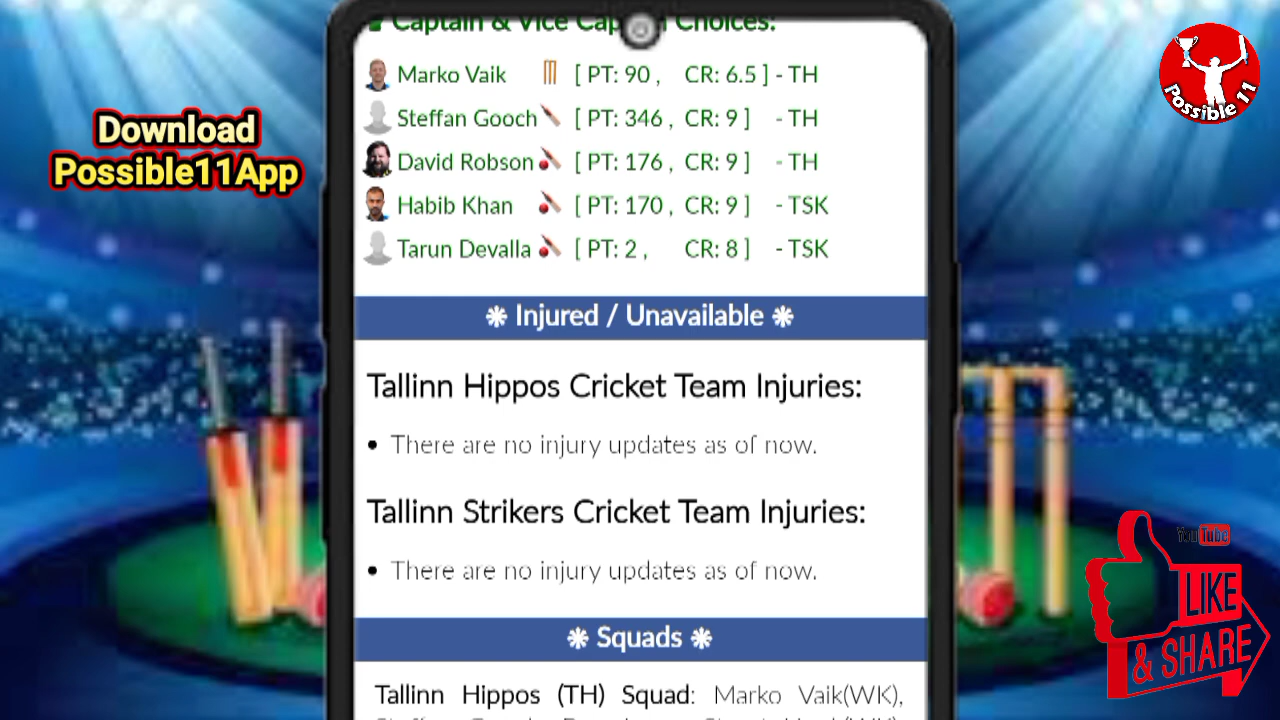 Captain & Vice Captain Choices:
Marko Vaik [ PT: 90 , CR: 6.5 ] - TH
Steffan Gooch [ PT: 346 , CR: 9 ] - TH
David Robson [ PT: 176 , CR: 9 ] - TH
Habib Khan [ PT: 170 , CR: 9 ] - TSK
Tarun Devalla [ PT: 2 , CR: 8 ] - TSK
Injured / Unavailable
Tallinn Hippos Cricket Team Injuries:
• There are no injury updates as of now.
Tallinn Strikers Cricket Team Injuries:
• There are no injury updates as of now.
Squads
Tallinn Hippos (TH) Squad: Marko Vaik(WK),
Download
Possible11App
Possible 11
YouTube
LIKE
& SHARE